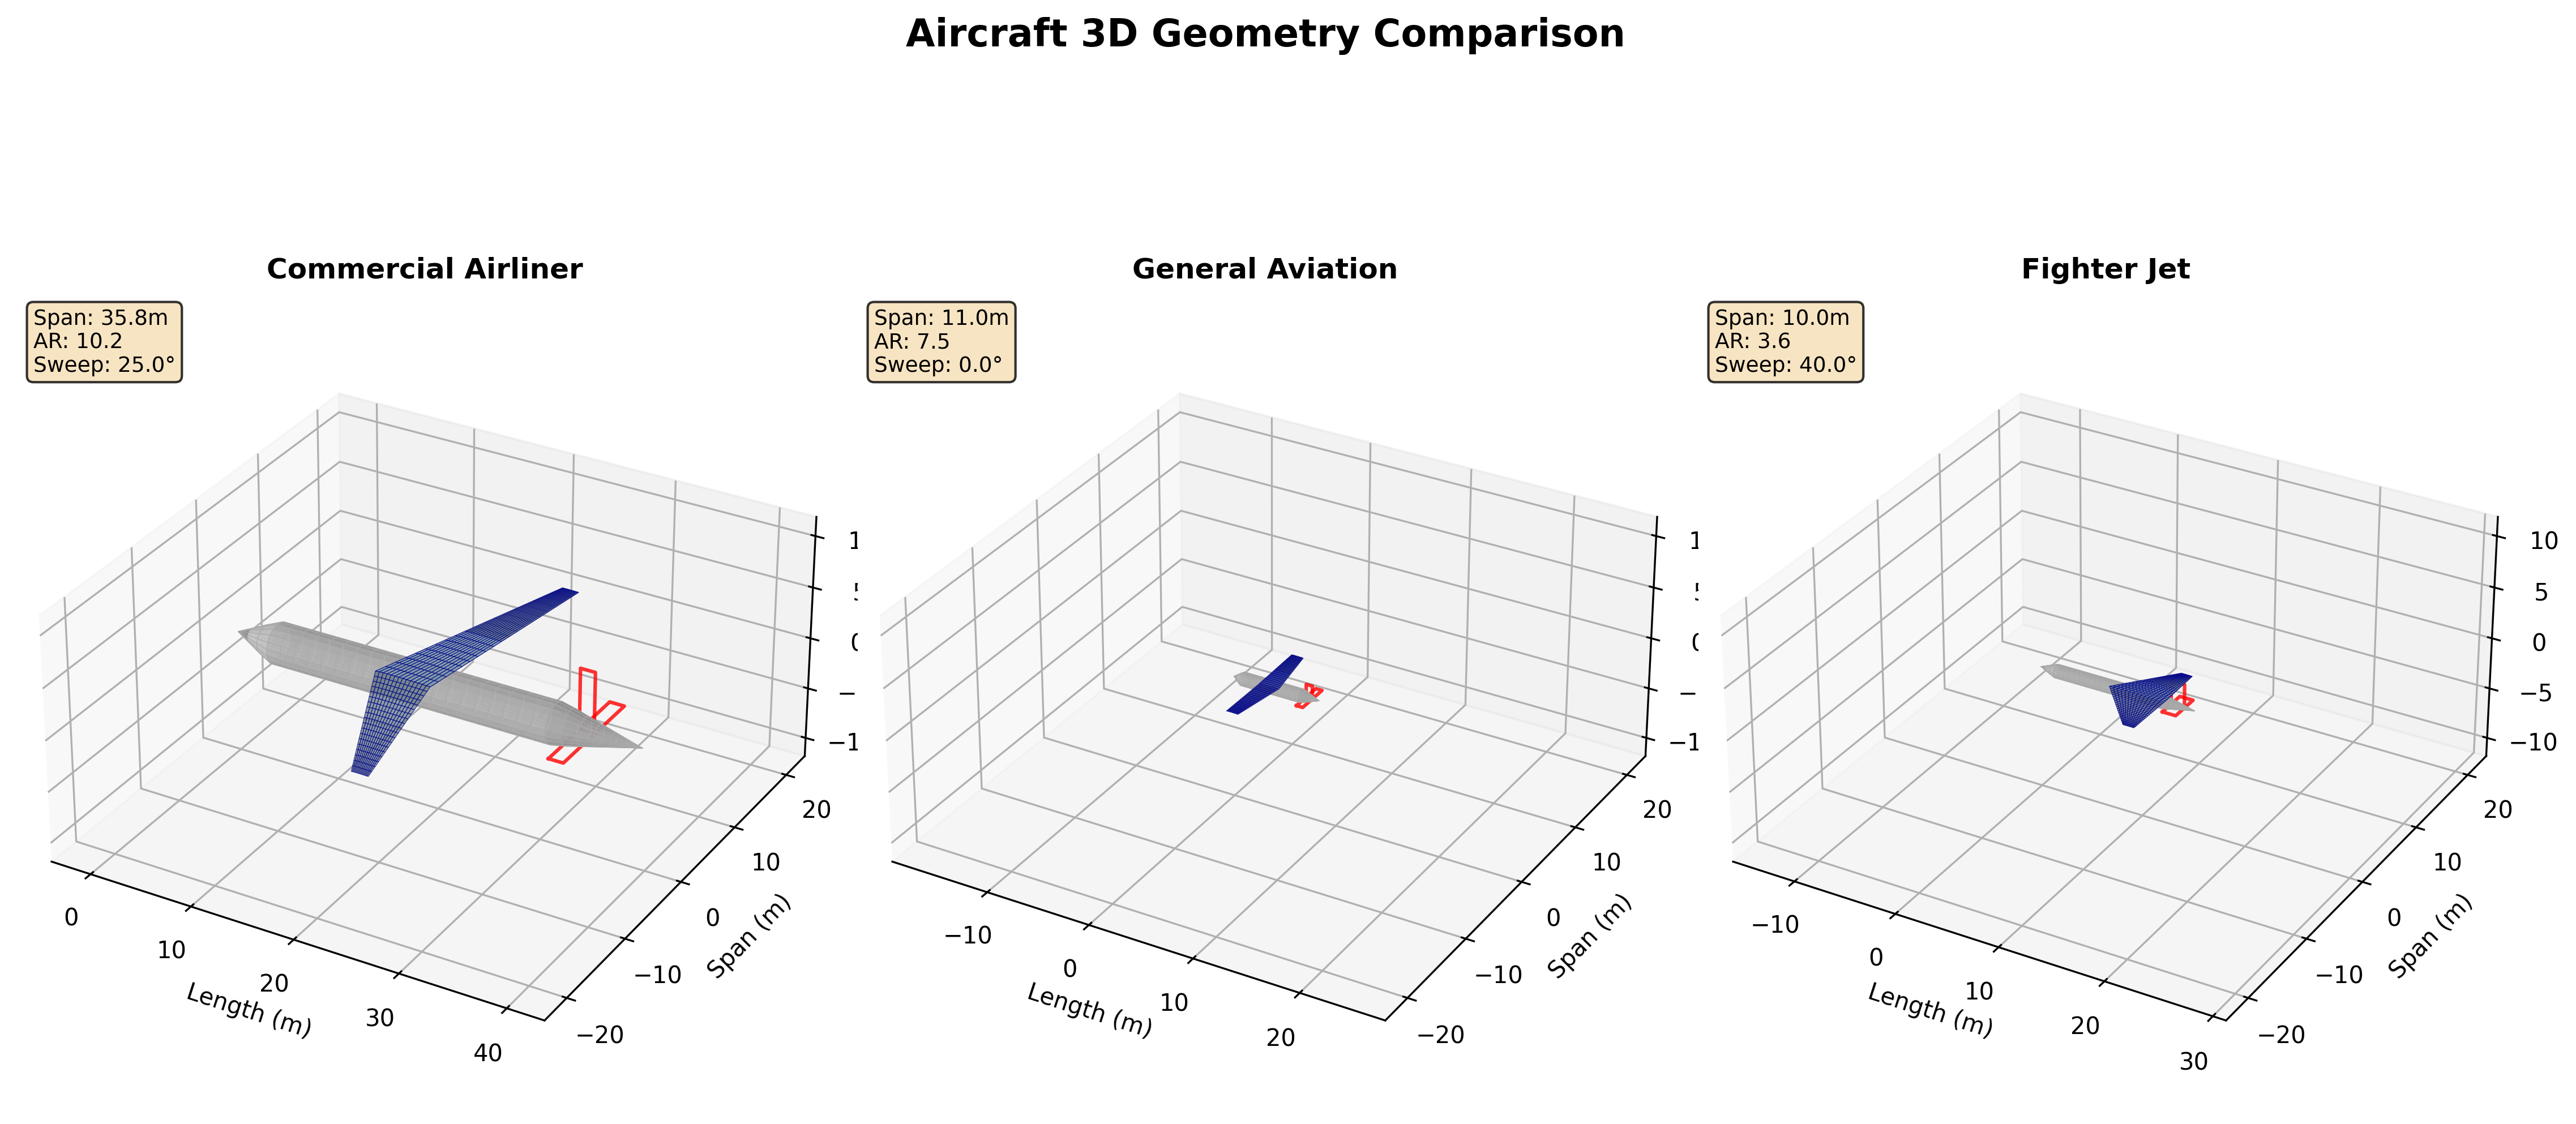 Aircraft 3D Geometry Comparison
Commercial Airliner
Span: 35.8m
AR: 10.2
Sweep: 25.0°
0
10
20
30
40
Length (m)
−20
−10
0
10
20
Span (m)
General Aviation
Span: 11.0m
AR: 7.5
Sweep: 0.0°
−10
0
10
20
Length (m)
−20
−10
0
10
20
Span (m)
Fighter Jet
Span: 10.0m
AR: 3.6
Sweep: 40.0°
−10
0
10
20
30
Length (m)
−20
−10
0
10
20
Span (m)
10
5
0
−5
−10